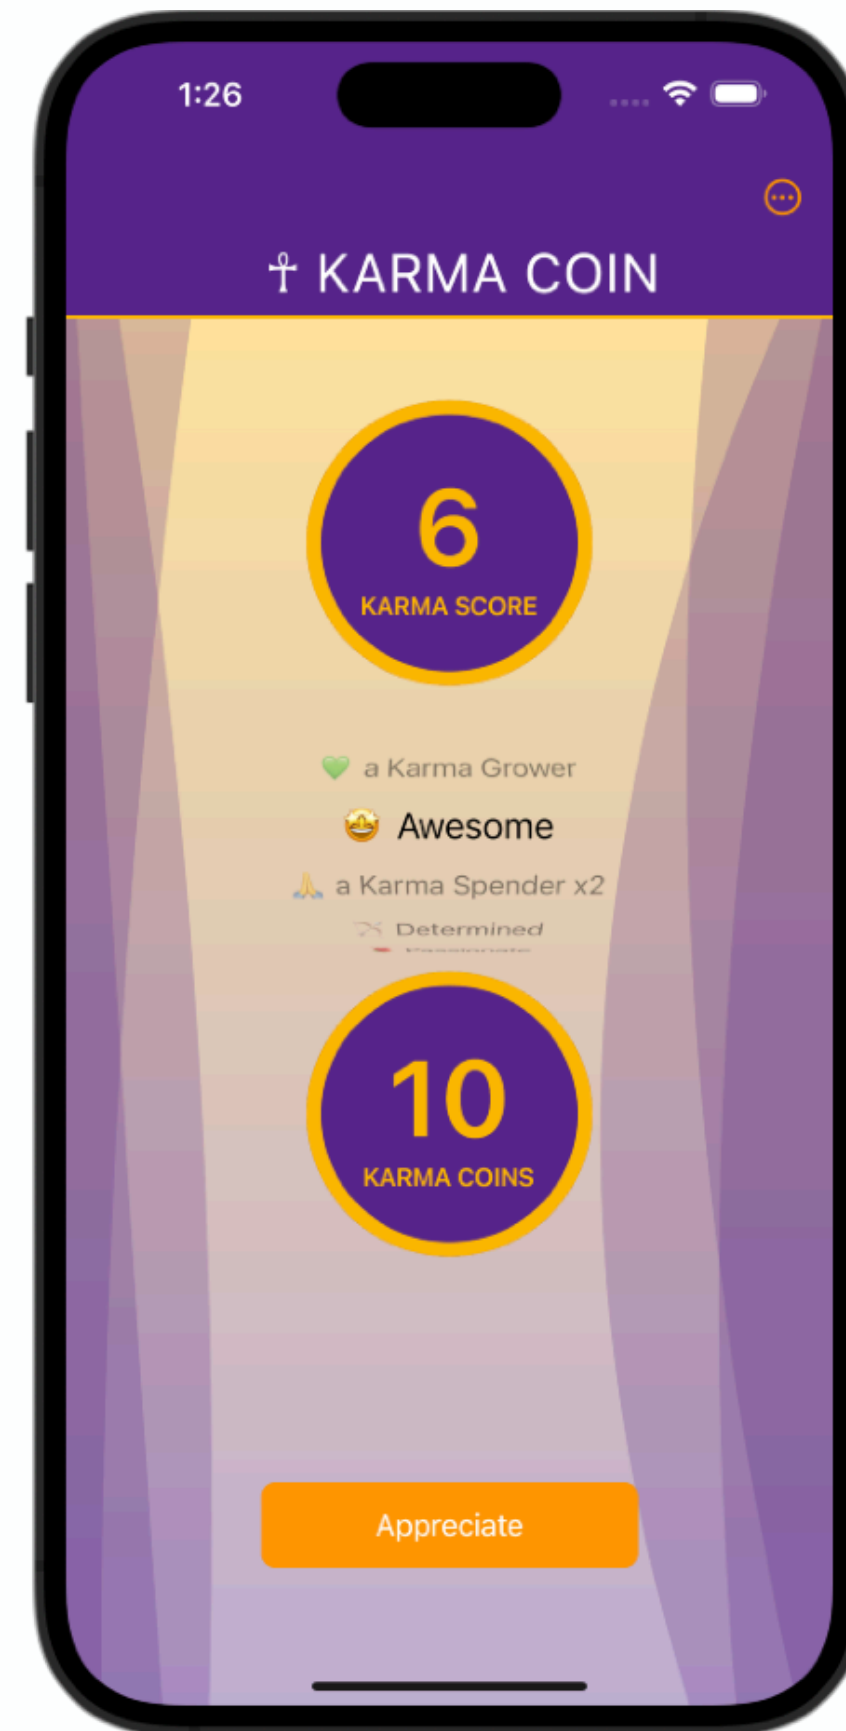 1:26
☥ KARMA COIN
6
KARMA SCORE
💚 a Karma Grower
🤩 Awesome
🙏 a Karma Spender x2
🏹 Determined
10
KARMA COINS
Appreciate